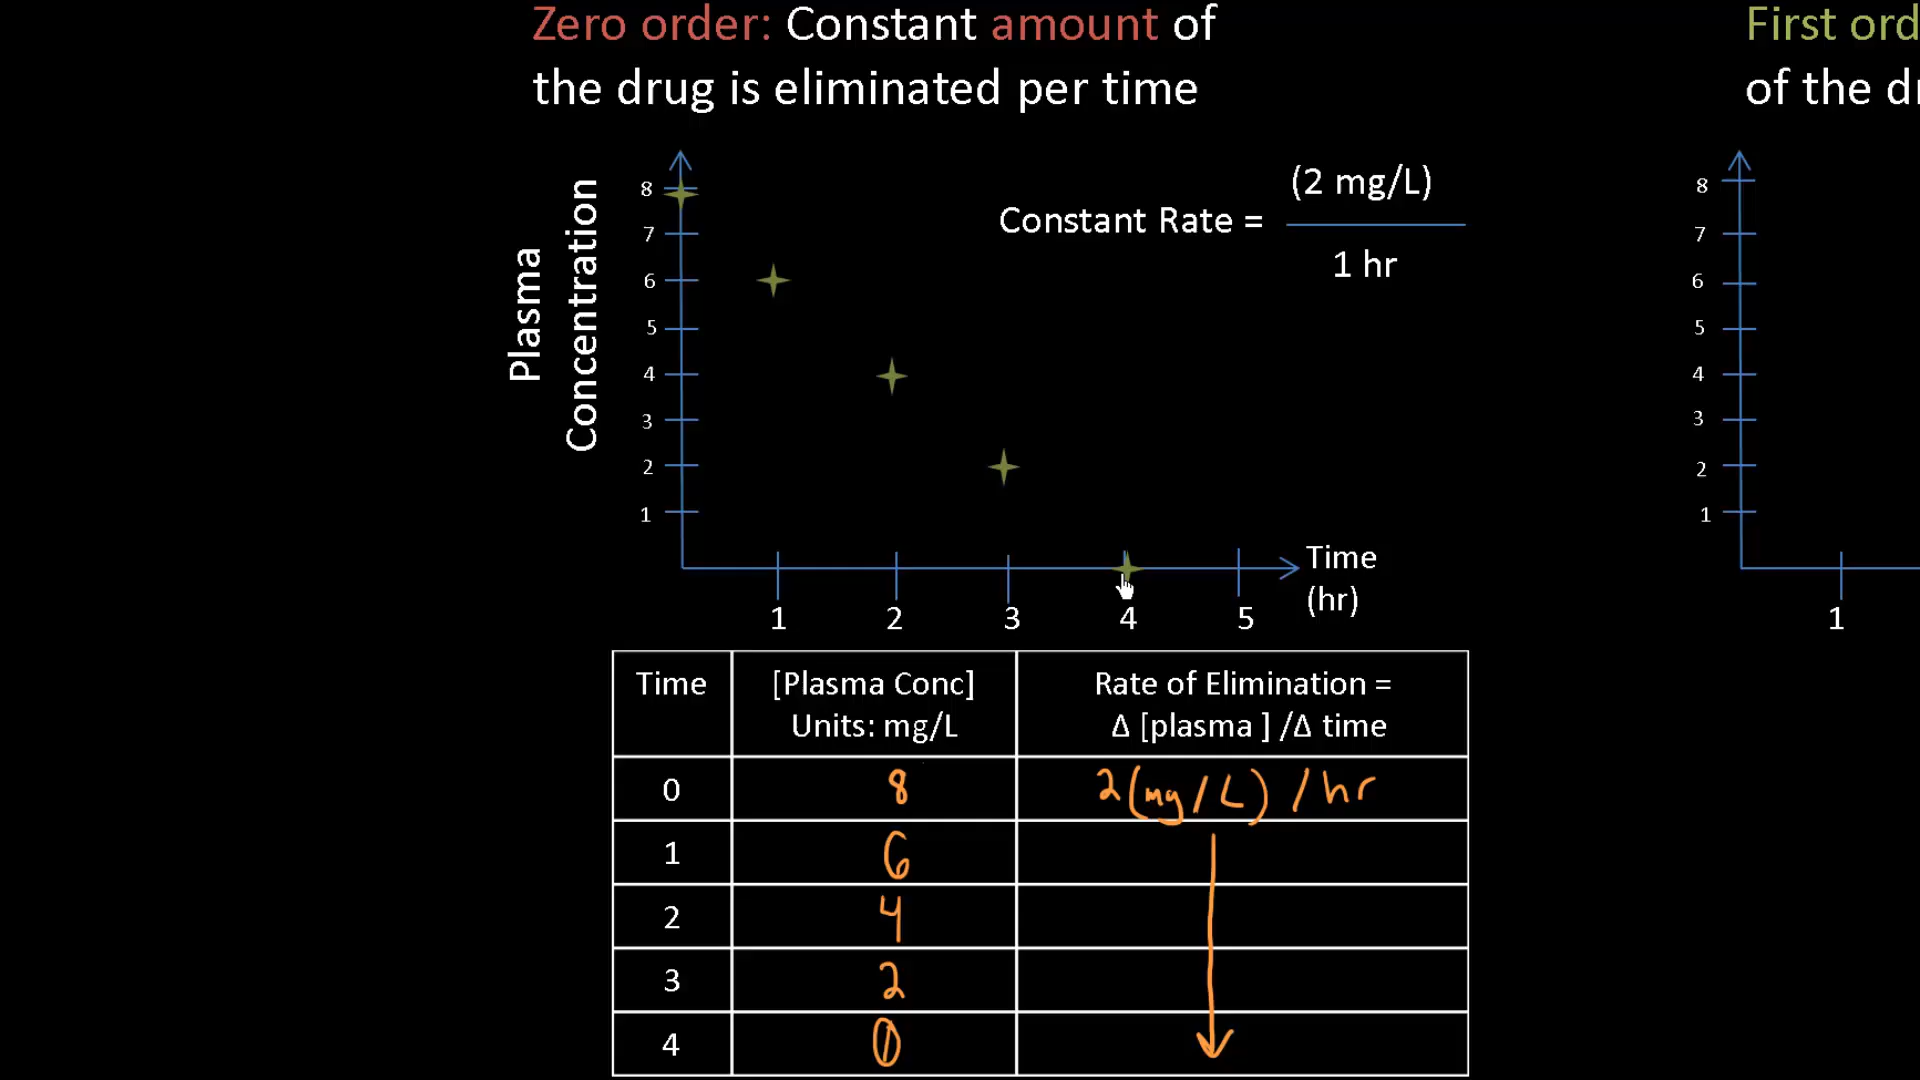 Zero order: Constant amount of
the drug is eliminated per time
First ord
of the dr
Plasma
Concentration
8
7
6
5
4
3
2
1
Constant Rate =
(2 mg/L)
1 hr
Time
(hr)
1 2 3 4 5
8
7
6
5
4
3
2
1
1
Time
[Plasma Conc]
Units: mg/L
Rate of Elimination =
Δ [plasma ] /Δ time
0 8 2(mg/L) /hr
1 6
2 4
3 2
4 0